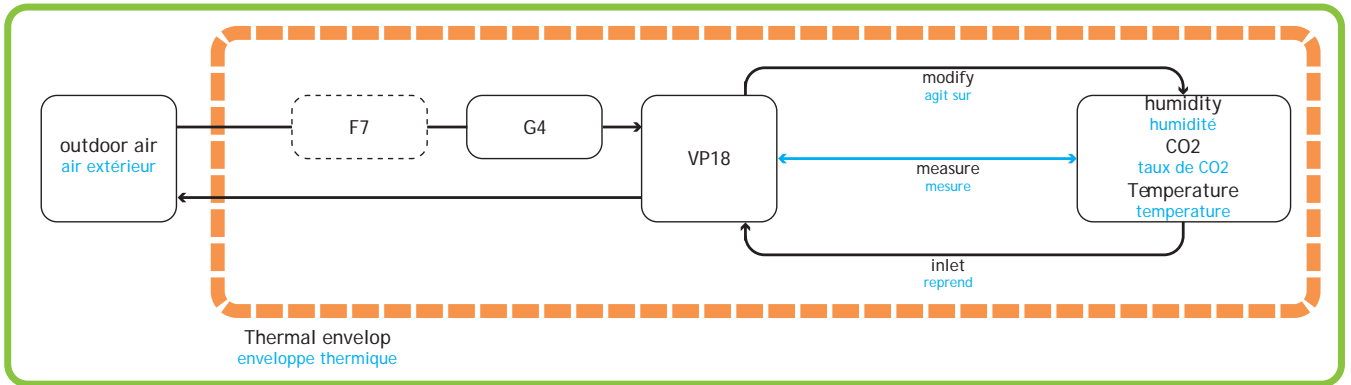 outdoor air
air extérieur
F7
G4
VP18
modify
agit sur
measure
mesure
inlet
reprend
humidity
humidité
CO2
taux de CO2
Temperature
temperature
Thermal envelop
enveloppe thermique